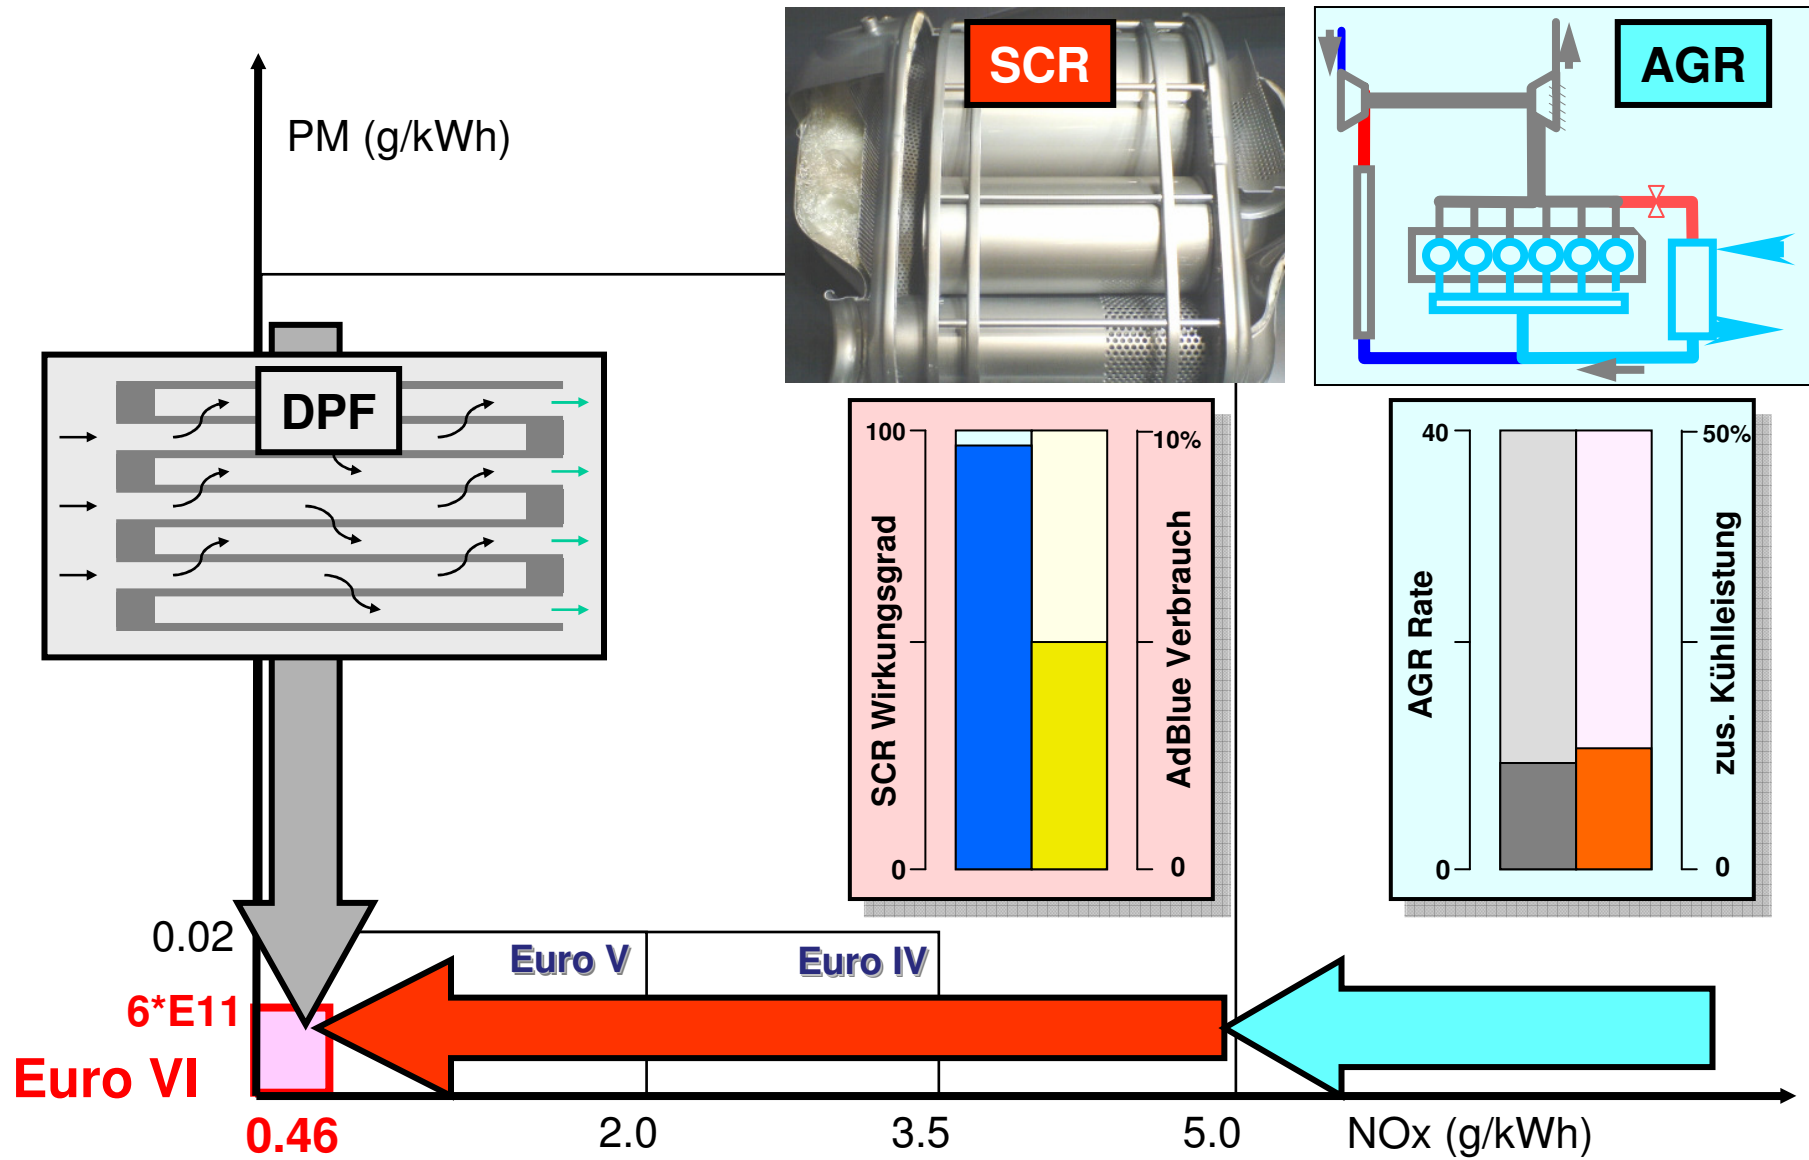 SCR
AGR
PM (g/kWh)
DPF
100
10%
SCR Wirkungsgrad
AdBlue Verbrauch
0
0
40
50%
AGR Rate
zus. Kühlleistung
0
0
0.02
Euro V
Euro IV
6*E11
Euro VI
0.46
2.0
3.5
5.0
NOx (g/kWh)